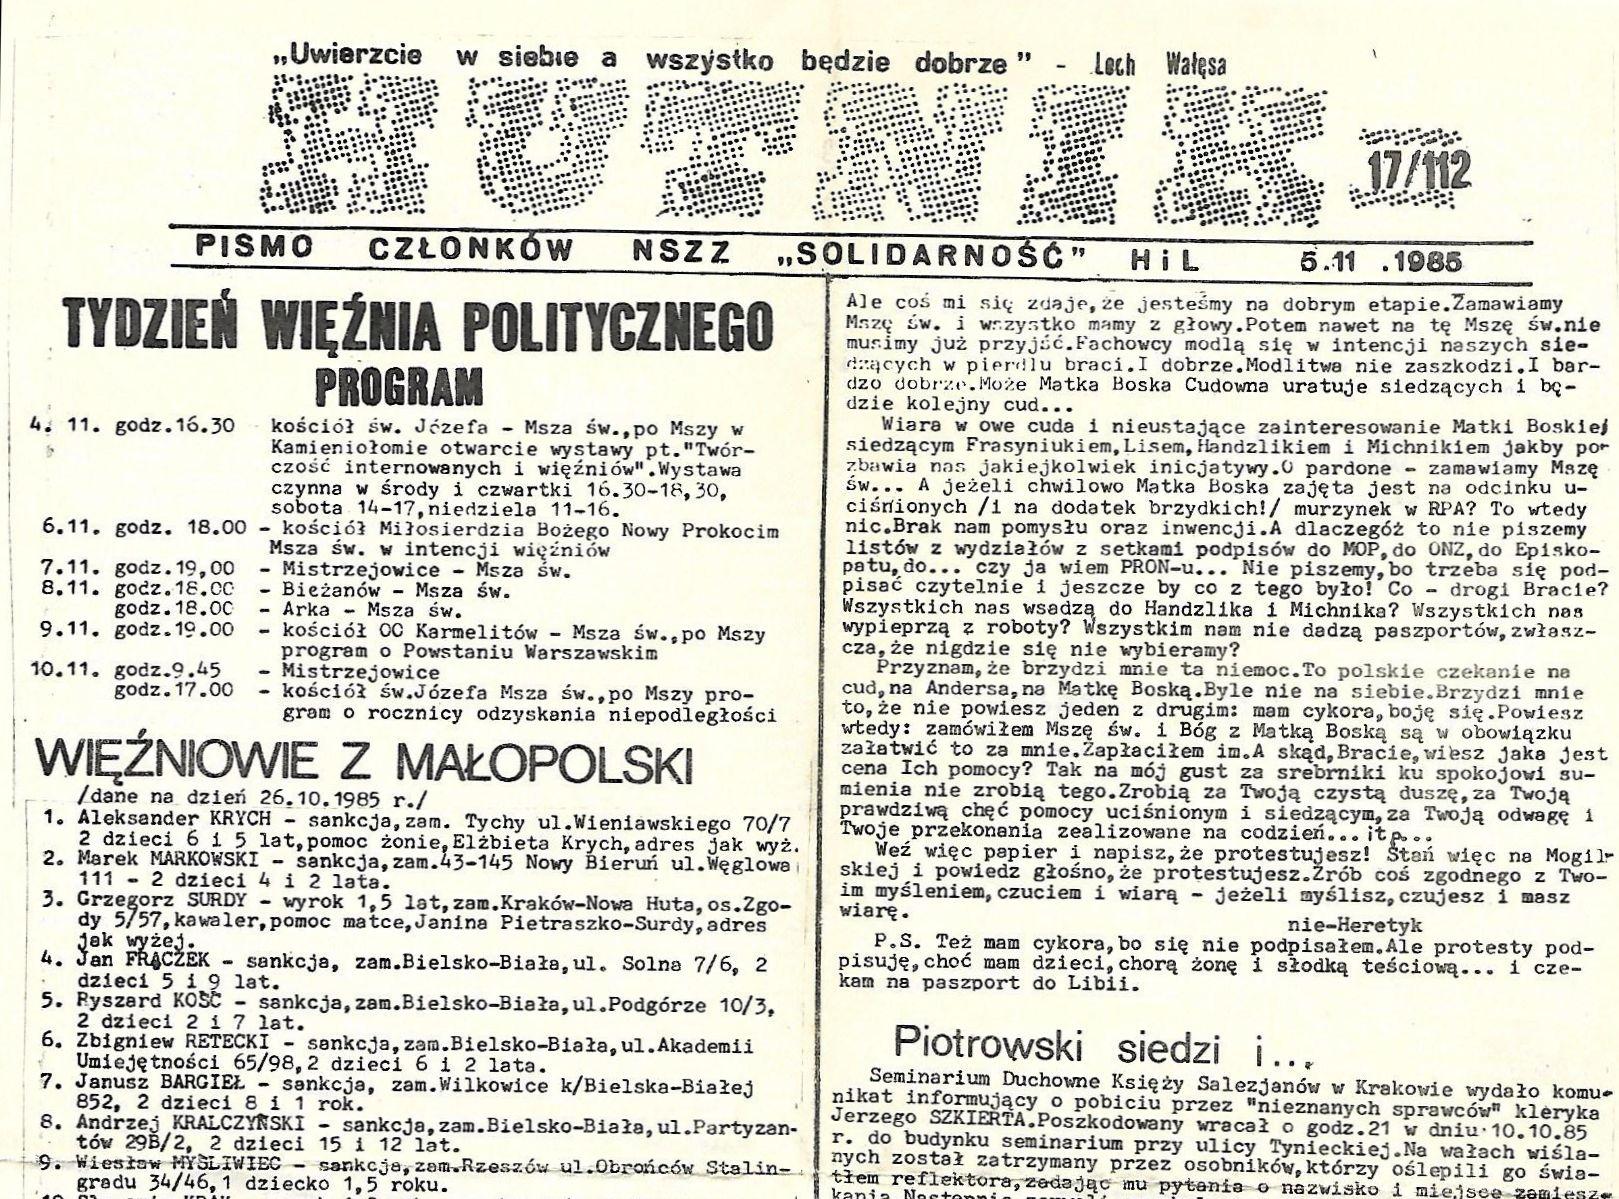 „Uwierzcie w siebie a wszystko będzie dobrze” - Lech Wałęsa
HUTNIK 17/112
PISMO CZŁONKÓW NSZZ „SOLIDARNOŚĆ” HiL 5.11.1985
TYDZIEŃ WIĘŹNIA POLITYCZNEGO
PROGRAM
4. 11. godz.16.30 kościół św. Józefa - Msza św.,po Mszy w
Kamieniołomie otwarcie wystawy pt."Twór-
czość internowanych i więźniów".Wystawa
czynna w środy i czwartki 16.30-18,30,
sobota 14-17,niedziela 11-16.
6.11. godz. 18.00 - kościół Miłosierdzia Bożego Nowy Prokocim
Msza św. w intencji więźniów
7.11. godz.19,00 - Mistrzejowice - Msza św.
8.11. godz.18.00 - Bieżanów - Msza św.
godz.18.00 - Arka - Msza św.
9.11. godz.19.00 - kościół OO Karmelitów - Msza św.,po Mszy
program o Powstaniu Warszawskim
10.11. godz.9.45 - Mistrzejowice
godz.17.00 - kościół św.Józefa Msza św.,po Mszy pro-
gram o rocznicy odzyskania niepodległości
WIĘŹNIOWIE Z MAŁOPOLSKI
/dane na dzień 26.10.1985 r./
1. Aleksander KRYCH - sankcja,zam. Tychy ul.Wieniawskiego 70/7
2 dzieci 6 i 5 lat,pomoc żonie,Elżbieta Krych,adres jak wyż.
2. Marek MARKOWSKI - sankcja,zam.43-145 Nowy Bieruń ul.Węglowa
111 - 2 dzieci 4 i 2 lata.
3. Grzegorz SURDY - wyrok 1,5 lat,zam.Kraków-Nowa Huta,os.Zgo-
dy 5/57,kawaler,pomoc matce,Janina Pietraszko-Surdy,adres
jak wyżej.
4. Jan FRĄCZEK - sankcja, zam.Bielsko-Biała,ul. Solna 7/6, 2
dzieci 5 i 9 lat.
5. Ryszard KOŚĆ - sankcja,zam.Bielsko-Biała,ul.Podgórze 10/3,
2 dzieci 2 i 7 lat.
6. Zbigniew RETECKI - sankcja,zam.Bielsko-Biała,ul.Akademii
Umiejętności 65/98,2 dzieci 6 i 2 lata.
7. Janusz BARGIEŁ - sankcja, zam.Wilkowice k/Bielska-Białej
852, 2 dzieci 8 i 1 rok.
8. Andrzej KRALCZYŃSKI - sankcja,zam.Bielsko-Biała,ul.Partyzan-
tów 29B/2, 2 dzieci 15 i 12 lat.
9. Wiesław MYŚLIWIEC - sankcja,zam.Rzeszów ul.Obrońców Stalin-
gradu 34/46,1 dziecko 1,5 roku.
Ale coś mi się zdaje,że jesteśmy na dobrym etapie.Zamawiamy
Mszę św. i wszystko mamy z głowy.Potem nawet na tę Mszę św.nie
musimy już przyjść.Fachowcy modlą się w intencji naszych sie-
dzących w pierdlu braci.I dobrze.Modlitwa nie zaszkodzi.I bar-
dzo dobrze.Może Matka Boska Cudowna uratuje siedzących i bę-
dzie kolejny cud...
Wiara w owe cuda i nieustające zainteresowanie Matki Boskiej
siedzącym Frasyniukiem,Lisem,Handzlikiem i Michnikiem jakby po-
zbawia nas jakiejkolwiek inicjatywy.O pardone - zamawiamy Mszę
św... A jeżeli chwilowo Matka Boska zajęta jest na odcinku u-
ciśnionych /i na dodatek brzydkich!/ murzynek w RPA? To wtedy
nic.Brak nam pomysłu oraz inwencji.A dlaczegóż to nie piszemy
listów z wydziałów z setkami podpisów do MOP,do ONZ,do Episko-
patu,do... czy ja wiem PRON-u... Nie piszemy,bo trzeba się pod-
pisać czytelnie i jeszcze by co z tego było! Co - drogi Bracie?
Wszystkich nas wsadzą do Handzlika i Michnika? Wszystkich nas
wypieprzą z roboty? Wszystkim nam nie dadzą paszportów,zwłasz-
cza,że nigdzie się nie wybieramy?
Przyznam,że brzydzi mnie ta niemoc.To polskie czekanie na
cud,na Andersa,na Matkę Boską.Byle nie na siebie.Brzydzi mnie
to,że nie powiesz jeden z drugim: mam cykora,boję się.Powiesz
wtedy: zamówiłem Mszę św. i Bóg z Matką Boską są w obowiązku
załatwić to za mnie.Zapłaciłem im.A skąd,Bracie,wiesz jaka jest
cena Ich pomocy? Tak na mój gust za srebrniki ku spokojowi su-
mienia nie zrobią tego.Zrobią za Twoją czystą duszę,za Twoją
prawdziwą chęć pomocy uciśnionym i siedzącym,za Twoją odwagę i
Twoje przekonania zealizowane na codzień...itp...
Weź więc papier i napisz,że protestujesz! Stań więc na Mogil-
skiej i powiedz głośno,że protestujesz.Zrób coś zgodnego z Two-
im myśleniem,czuciem i wiarą - jeżeli myślisz,czujesz i masz
wiarę.
nie-Heretyk
P.S. Też mam cykora,bo się nie podpisałem.Ale protesty pod-
pisuję,choć mam dzieci,chorą żonę i słodką teściową... i cze-
kam na paszport do Libii.
Piotrowski siedzi i...
Seminarium Duchowne Księży Salezjanów w Krakowie wydało komu-
nikat informujący o pobiciu przez "nieznanych sprawców" kleryka
Jerzego SZKIERTA.Poszkodowany wracał o godz.21 w dniu 10.10.85
r. do budynku seminarium przy ulicy Tynieckiej.Na wałach wiśla-
nych został zatrzymany przez osobników,którzy oślepili go świa-
tłem reflektora,zadając mu pytania o nazwisko i miejsce zamiesz-